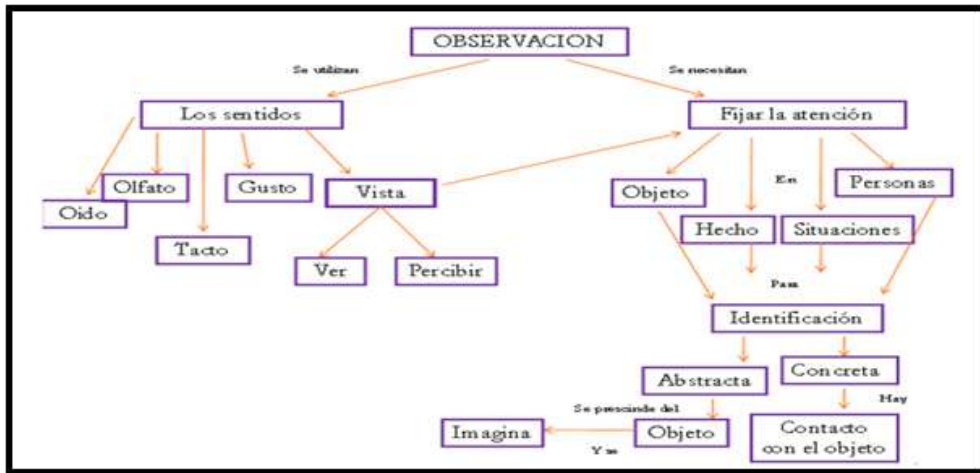 OBSERVACION
Se utilizan
Se necesitan
Los sentidos
Fijar la atención
Oido
Olfato
Tacto
Gusto
Vista
Objeto
En
Personas
Hecho
Situaciones
Ver
Percibir
Para
Identificación
Abstracta
Concreta
Se prescinde del
Hay
Imagina
Y se
Objeto
Contacto
con el objeto